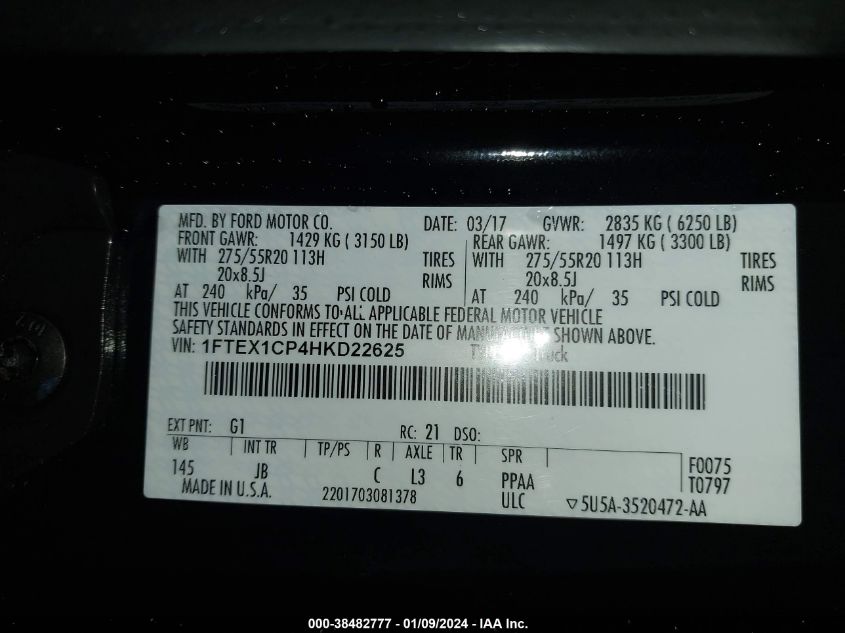 MFD. BY FORD MOTOR CO. DATE: 03/17 GVWR: 2835 KG ( 6250 LB)
FRONT GAWR: 1429 KG ( 3150 LB) REAR GAWR: 1497 KG ( 3300 LB)
WITH 275/55R20 113H TIRES WITH 275/55R20 113H TIRES
20x8.5J RIMS 20x8.5J RIMS
AT 240 kPa/ 35 PSI COLD AT 240 kPa/ 35 PSI COLD
THIS VEHICLE CONFORMS TO ALL APPLICABLE FEDERAL MOTOR VEHICLE
SAFETY STANDARDS IN EFFECT ON THE DATE OF MANUFACTURE SHOWN ABOVE.
VIN: 1FTEX1CP4HKD22625 Truck
EXT PNT: G1 RC: 21 DSO:
WB INT TR TP/PS R AXLE TR SPR
145 JB C L3 6 PPAA F0075
ULC T0797
MADE IN U.S.A. 2201703081378 ▽5U5A-3520472-AA
000-38482777 - 01/09/2024 - IAA Inc.